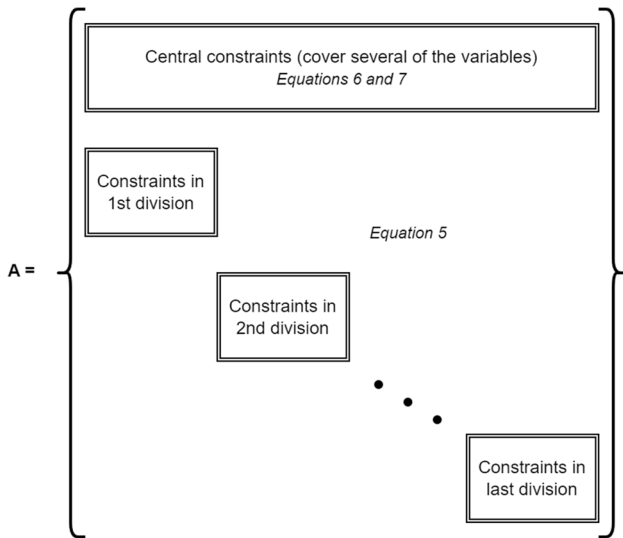 Central constraints (cover several of the variables)
Equations 6 and 7
Constraints in
1st division
Equation 5
A =
Constraints in
2nd division
Constraints in
last division